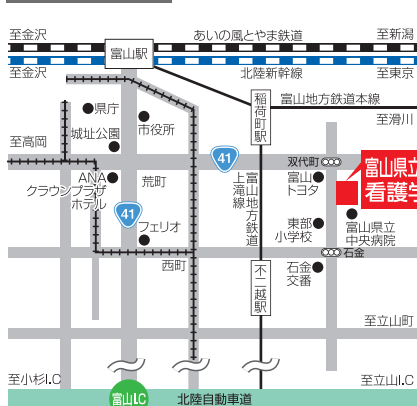 至金沢
あいの風とやま鉄道
至新潟
富山駅
至金沢
北陸新幹線
至東京
稲荷町駅
富山地方鉄道本線
至滑川
県庁
市役所
城址公園
至高岡
41
双代町
富山県立
看護学
ANA
クラウンプラザ
ホテル
荒町
富山地方鉄道
上滝線
富山
トヨタ
41
フェリオ
東部
小学校
富山県立
中央病院
西町
石金
不二越駅
石金
交番
至立山町
至小杉I.C
至立山I.C
富山I.C
北陸自動車道